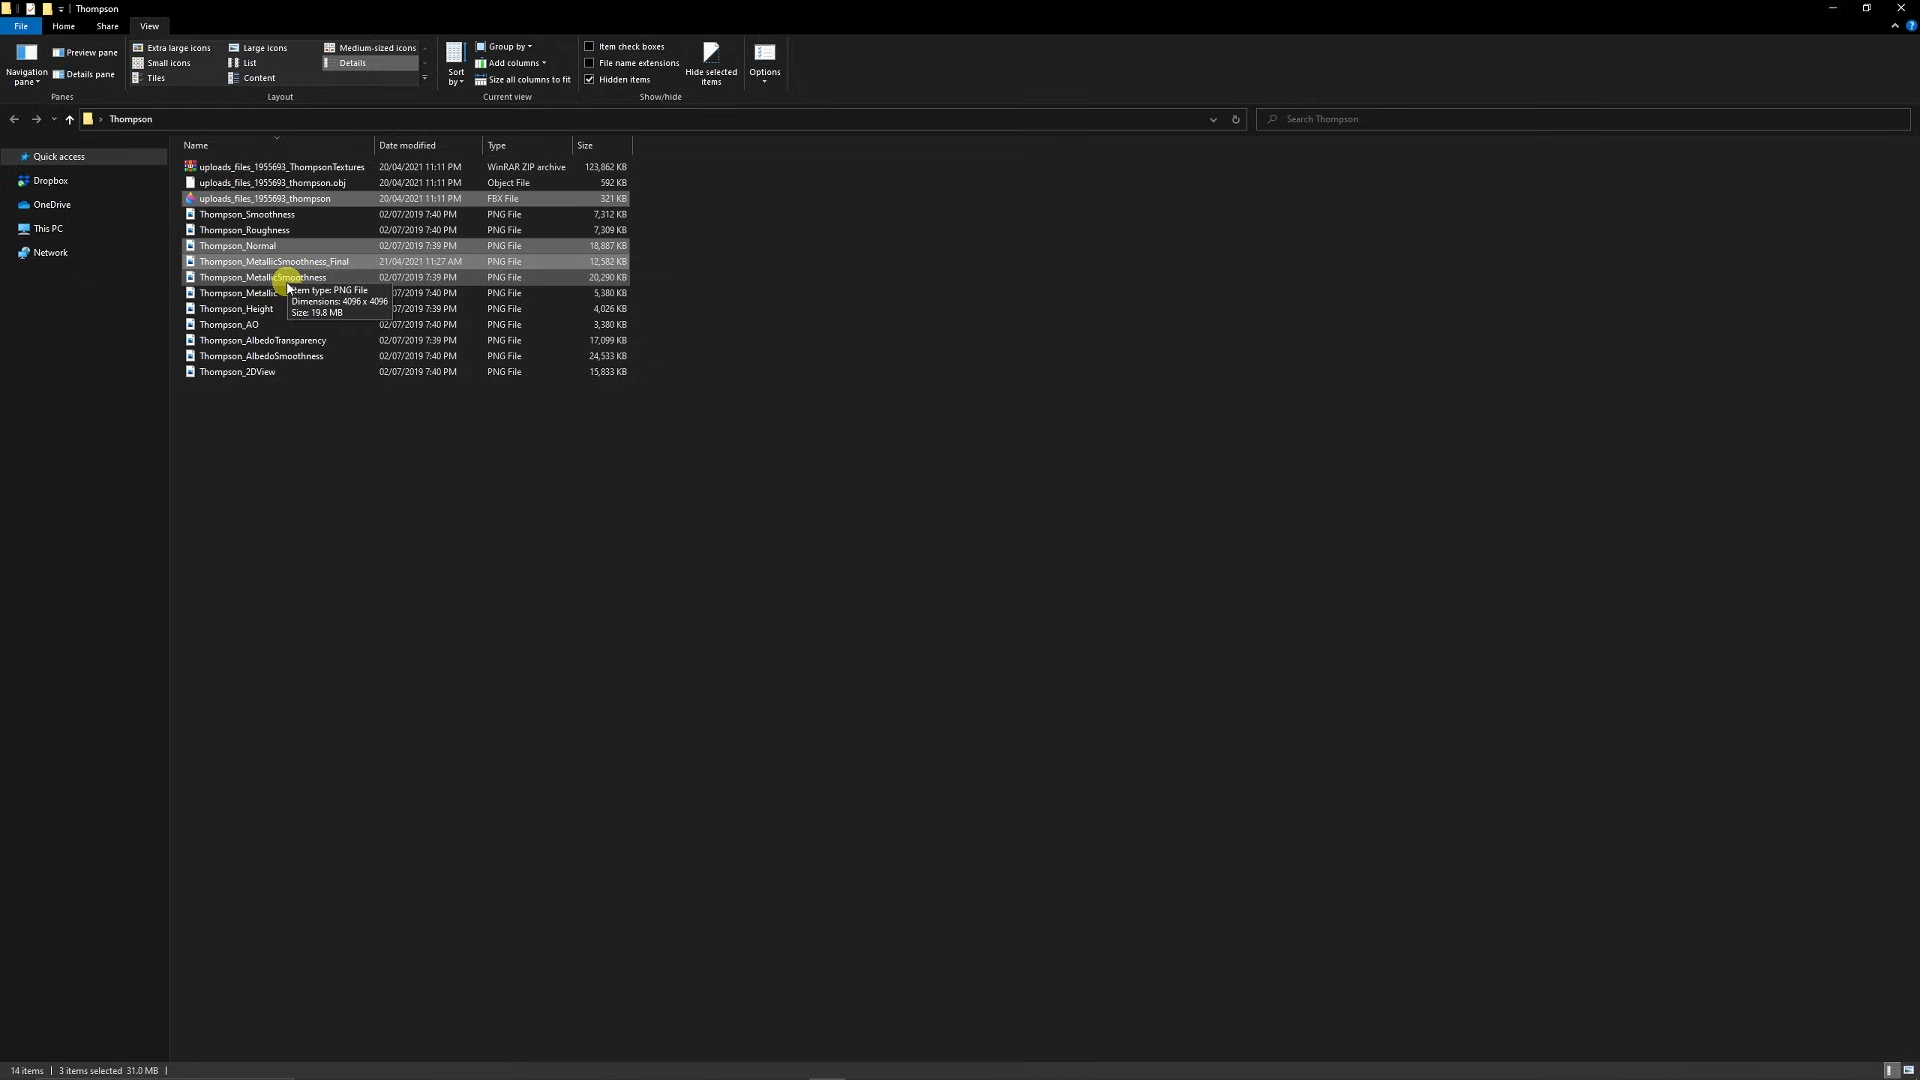 Thompson
File Home Share View
Navigation pane
Preview pane
Details pane
Panes
Extra large icons Large icons Medium-sized icons
Small icons List Details
Tiles Content
Layout
Sort by
Group by
Add columns
Size all columns to fit
Current view
Item check boxes
File name extensions
Hidden items
Hide selected items
Show/hide
Options
Thompson
Search Thompson
Quick access
Dropbox
OneDrive
This PC
Network
Name Date modified Type Size
uploads_files_1955693_ThompsonTextures 20/04/2021 11:11 PM WinRAR ZIP archive 123,862 KB
uploads_files_1955693_thompson.obj 20/04/2021 11:11 PM Object File 592 KB
uploads_files_1955693_thompson 20/04/2021 11:11 PM FBX File 321 KB
Thompson_Smoothness 02/07/2019 7:40 PM PNG File 7,312 KB
Thompson_Roughness 02/07/2019 7:40 PM PNG File 7,309 KB
Thompson_Normal 02/07/2019 7:39 PM PNG File 18,887 KB
Thompson_MetallicSmoothness_Final 21/04/2021 11:27 AM PNG File 12,582 KB
Thompson_MetallicSmoothness 02/07/2019 7:39 PM PNG File 20,290 KB
Thompson_Metallic 07/2019 7:40 PM PNG File 5,380 KB
Thompson_Height 07/2019 7:39 PM PNG File 4,026 KB
Thompson_AO 02/07/2019 7:40 PM PNG File 3,380 KB
Thompson_AlbedoTransparency 02/07/2019 7:39 PM PNG File 17,099 KB
Thompson_AlbedoSmoothness 02/07/2019 7:40 PM PNG File 24,533 KB
Thompson_2DView 02/07/2019 7:40 PM PNG File 15,833 KB
Item type: PNG File
Dimensions: 4096 x 4096
Size: 19.8 MB
14 items 3 items selected 31.0 MB